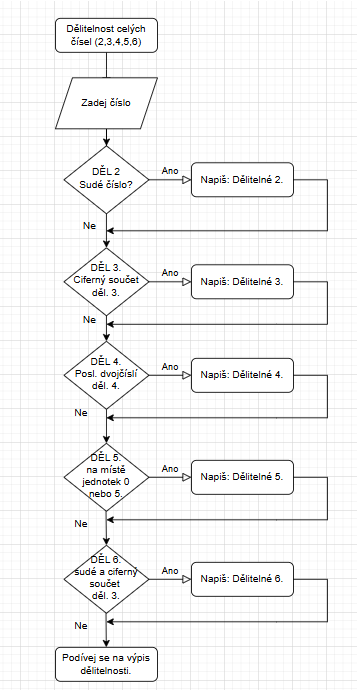 Dělitelnost celých
čísel (2,3,4,5,6)
Zadej číslo
DĚL 2
Sudé číslo?
Ano
Napiš: Dělitelné 2.
Ne
DĚL 3.
Ciferný součet
děl. 3.
Ano
Napiš: Dělitelné 3.
Ne
DĚL 4.
Posl. dvojčíslí
děl. 4.
Ano
Napiš: Dělitelné 4.
Ne
DĚL 5.
na místě
jednotek 0
nebo 5.
Ano
Napiš: Dělitelné 5.
Ne
DĚL 6.
sudé a ciferný
součet
děl. 3.
Ano
Napiš: Dělitelné 6.
Ne
Podívej se na výpis
dělitelnosti.